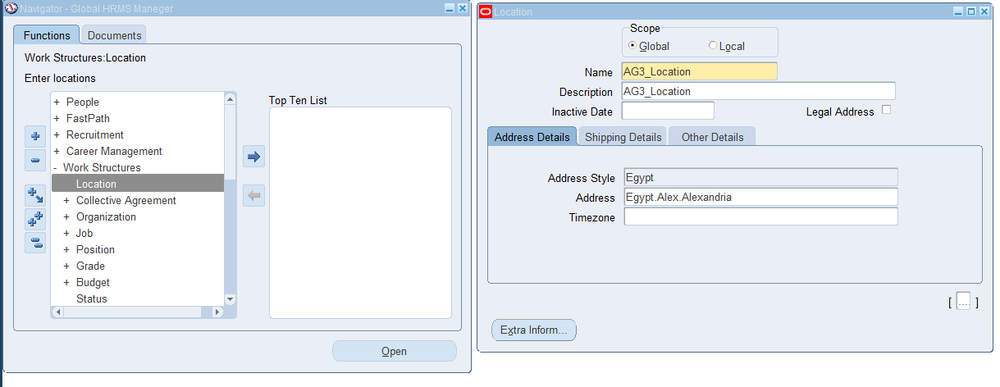 Navigator - Global HRMS Maneger
Functions
Documents
Work Structures:Location
Enter locations
+ People
+ FastPath
+ Recruitment
+ Career Management
- Work Structures
Location
+ Collective Agreement
+ Organization
+ Job
+ Position
+ Grade
+ Budget
Status
Top Ten List
Open
Location
Scope
Global
Local
Name AG3_Location
Description AG3_Location
Inactive Date
Legal Address
Address Details
Shipping Details
Other Details
Address Style Egypt
Address Egypt.Alex.Alexandria
Timezone
[ .... ]
Extra Inform...